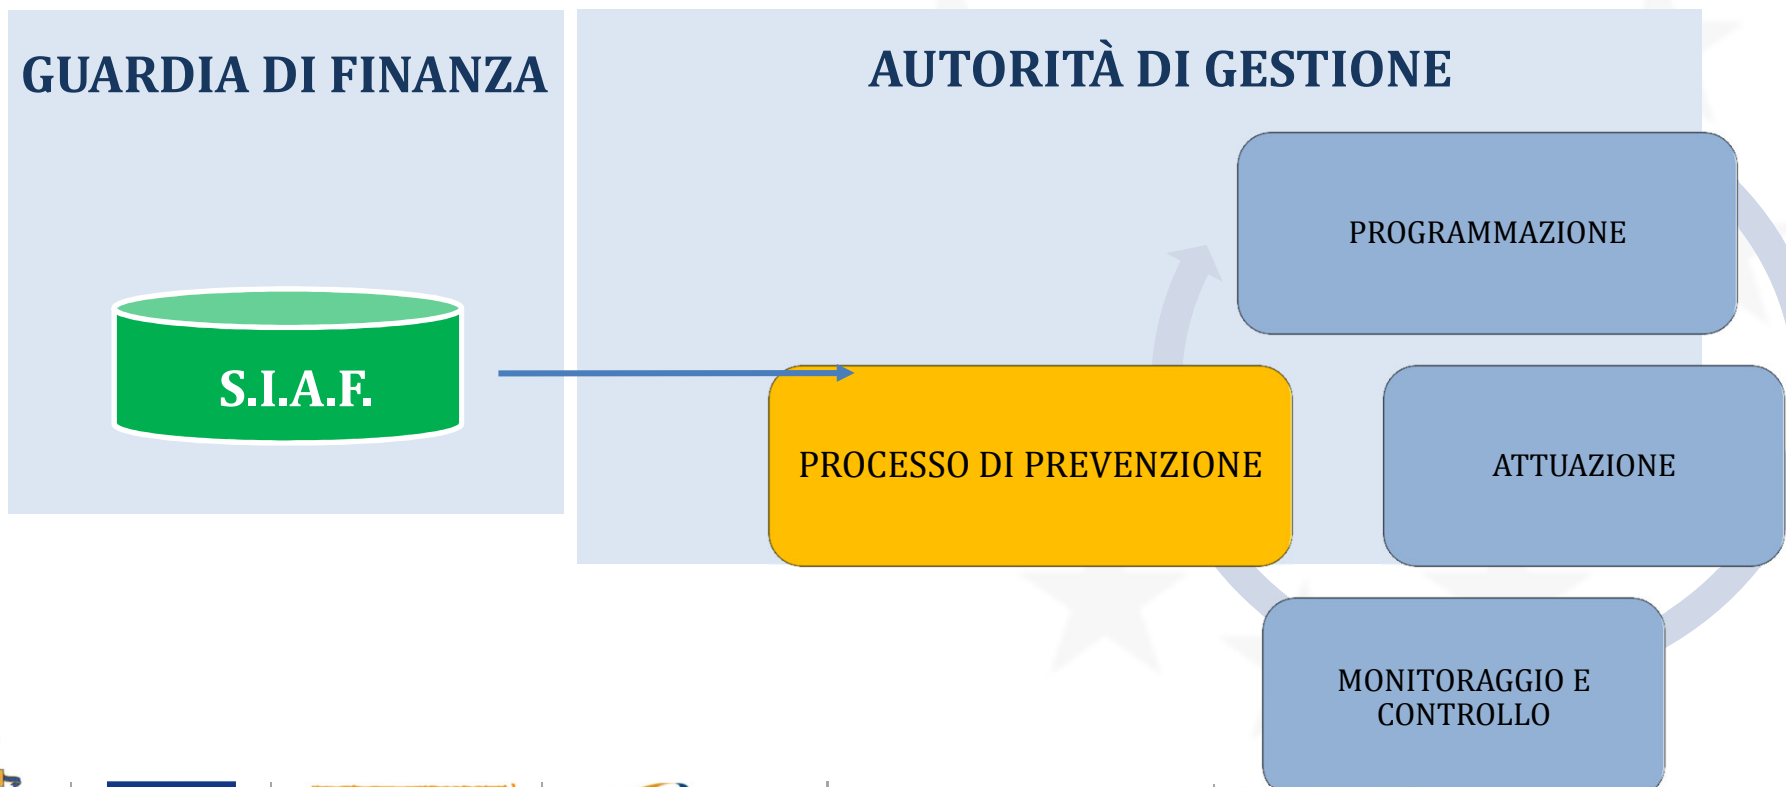 GUARDIA DI FINANZA
AUTORITÀ DI GESTIONE
PROGRAMMAZIONE
S.I.A.F.
PROCESSO DI PREVENZIONE
ATTUAZIONE
MONITORAGGIO E
CONTROLLO